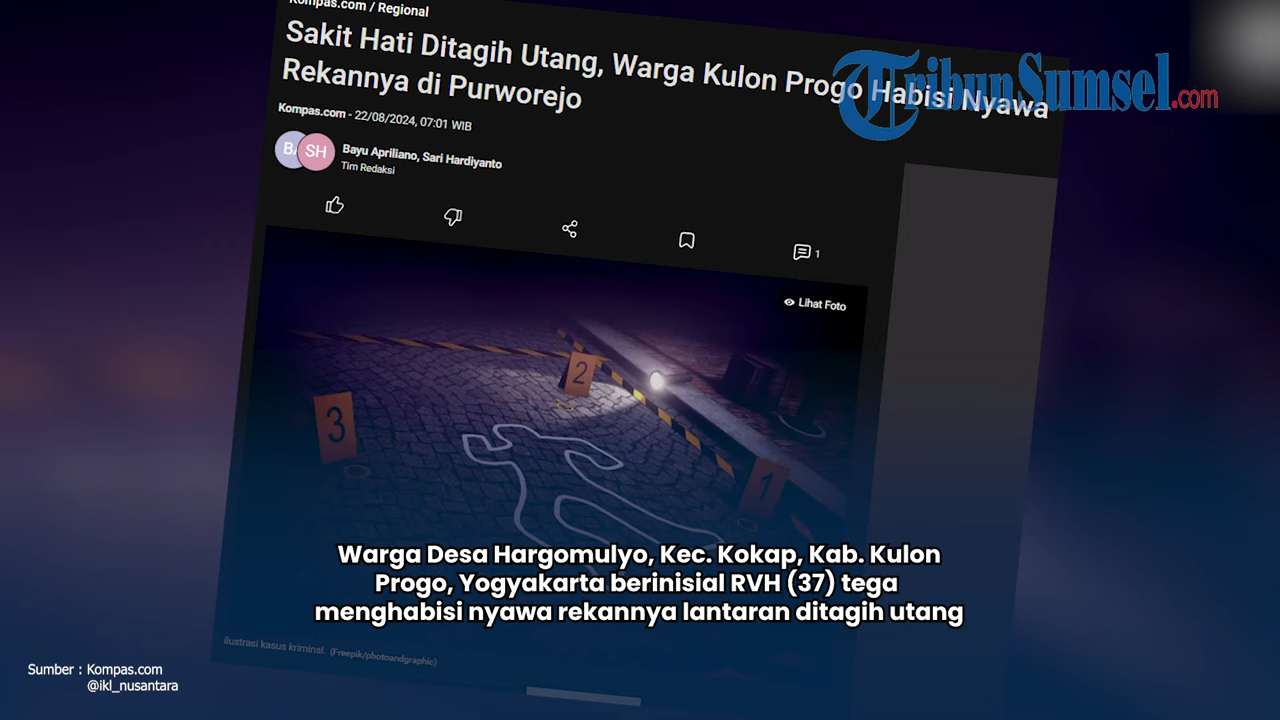 Kompas.com / Regional
Sakit Hati Ditagih Utang, Warga Kulon Progo Habisi Nyawa
Rekannya di Purworejo
TribunSumsel.com
Kompas.com - 22/08/2024, 07:01 WIB
SH
Bayu Apriliano, Sari Hardiyanto
Tim Redaksi
1
Lihat Foto
2
3
1
Warga Desa Hargomulyo, Kec. Kokap, Kab. Kulon
Progo, Yogyakarta berinisial RVH (37) tega
menghabisi nyawa rekannya lantaran ditagih utang
ilustrasi kasus kriminal. (Freepik/photoandgraphic)
Sumber : Kompas.com
@ikl_nusantara